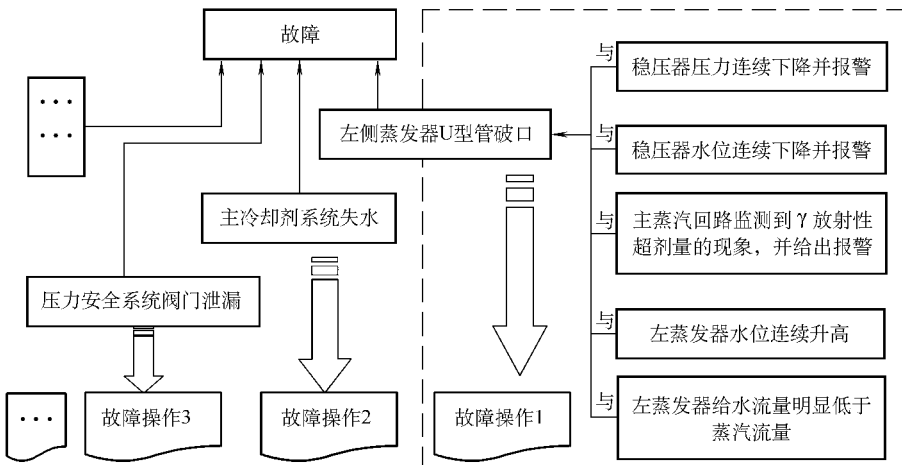 故障
与
稳压器压力连续下降并报警
···
···
左侧蒸发器U型管破口
与
稳压器水位连续下降并报警
主冷却剂系统失水
与
主蒸汽回路监测到γ放射性
超剂量的现象，并给出报警
压力安全系统阀门泄漏
与
左蒸发器水位连续升高
···
故障操作3
故障操作2
故障操作1
与
左蒸发器给水流量明显低于
蒸汽流量